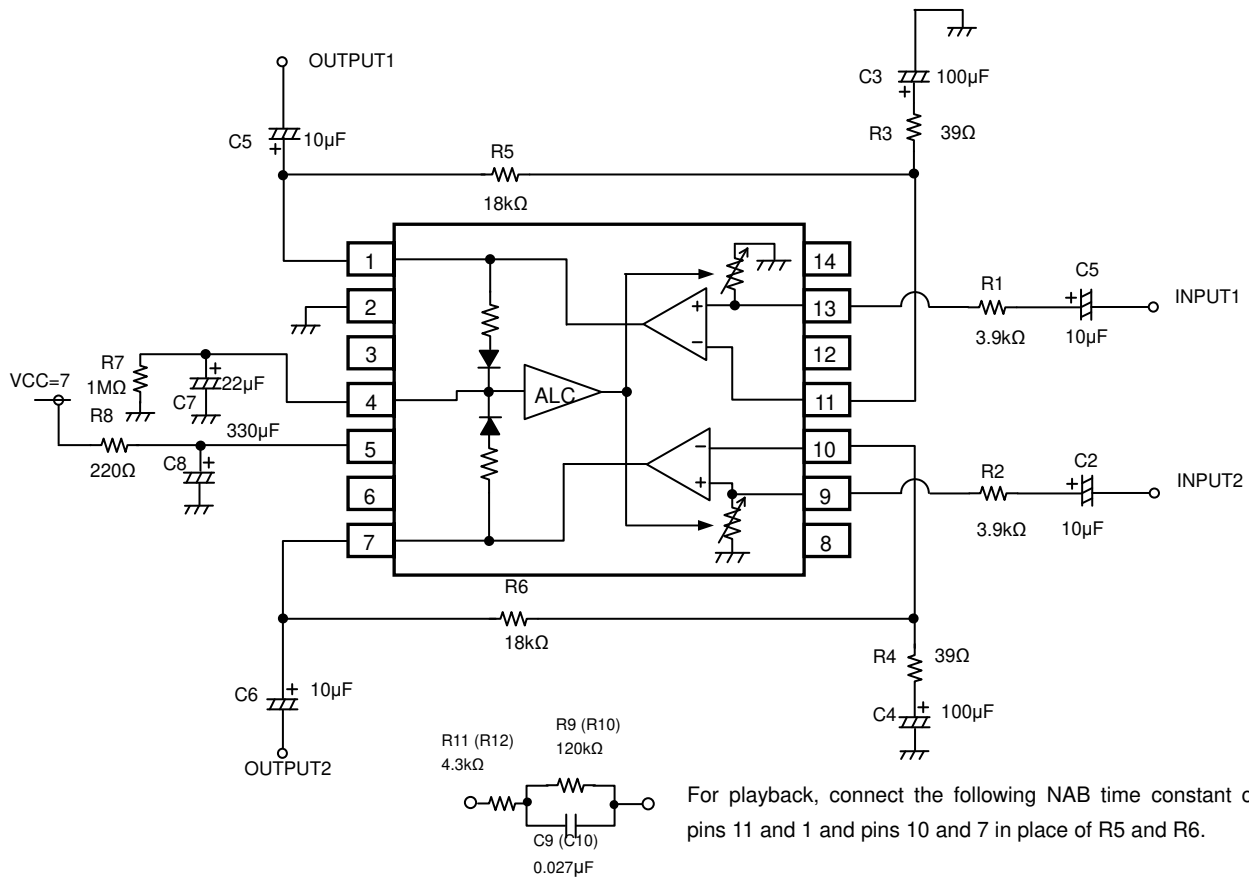 OUTPUT1
C5
+
10µF
C3
+
100µF
R3
39Ω
R5
18kΩ
1
2
3
4
5
6
7
14
13
12
11
10
9
8
+
−
ALC
−
+
R1
3.9kΩ
C5
+
10µF
INPUT1
R2
3.9kΩ
C2
+
10µF
INPUT2
VCC=7
R7
1MΩ
+
22µF
C7
R8
220Ω
330µF
C8
+
R6
18kΩ
R4
39Ω
C4
+
100µF
C6
+
10µF
OUTPUT2
R11 (R12)
4.3kΩ
R9 (R10)
120kΩ
C9 (C10)
0.027µF
For playback, connect the following NAB time constant c
pins 11 and 1 and pins 10 and 7 in place of R5 and R6.